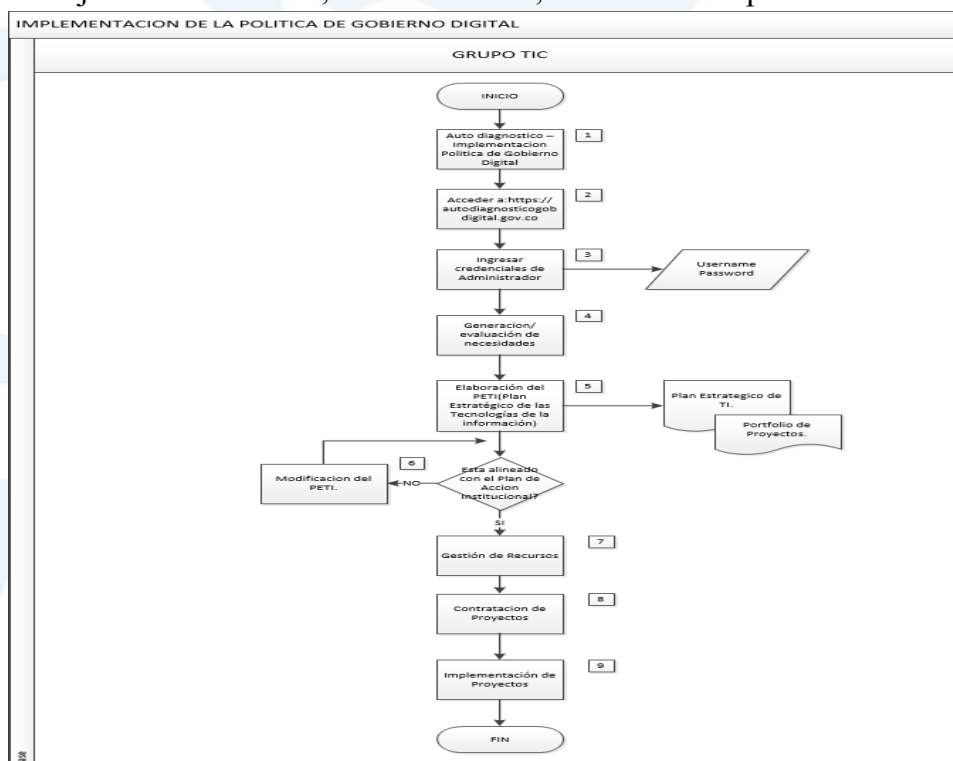 IMPLEMENTACION DE LA POLITICA DE GOBIERNO DIGITAL
GRUPO TIC
INICIO
Auto diagnostico –
Implementacion
Politica de Gobierno
Digital
1
Acceder a:https://
autodiagnosticogob
digital.gov.co
2
Ingresar
credenciales de
Administrador
3
Username
Password
Generacion/
evaluación de
necesidades
4
Elaboración del
PETI(Plan
Estratégico de las
Tecnologías de la
información)
5
Plan Estrategico de
TI.
Portfolio de
Proyectos.
Modificacion del
PETI.
6
NO
Esta alineado
con el Plan de
Accion
Institucional?
SI
Gestión de Recursos
7
Contratacion de
Proyectos
8
Implementación de
Proyectos
9
FIN